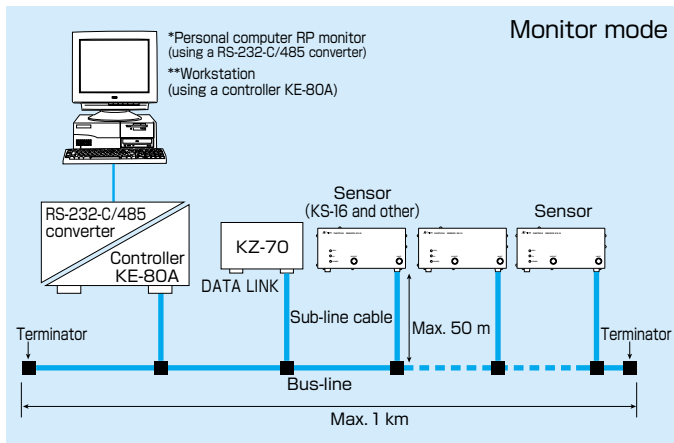 Monitor mode
*Personal computer RP monitor
(using a RS-232-C/485 converter)
**Workstation
(using a controller KE-80A)
RS-232-C/485
converter
Controller
KE-80A
KZ-70
DATA LINK
Sensor
(KS-16 and other)
Sensor
Sub-line cable
Max. 50 m
Terminator
Terminator
Bus-line
Max. 1 km